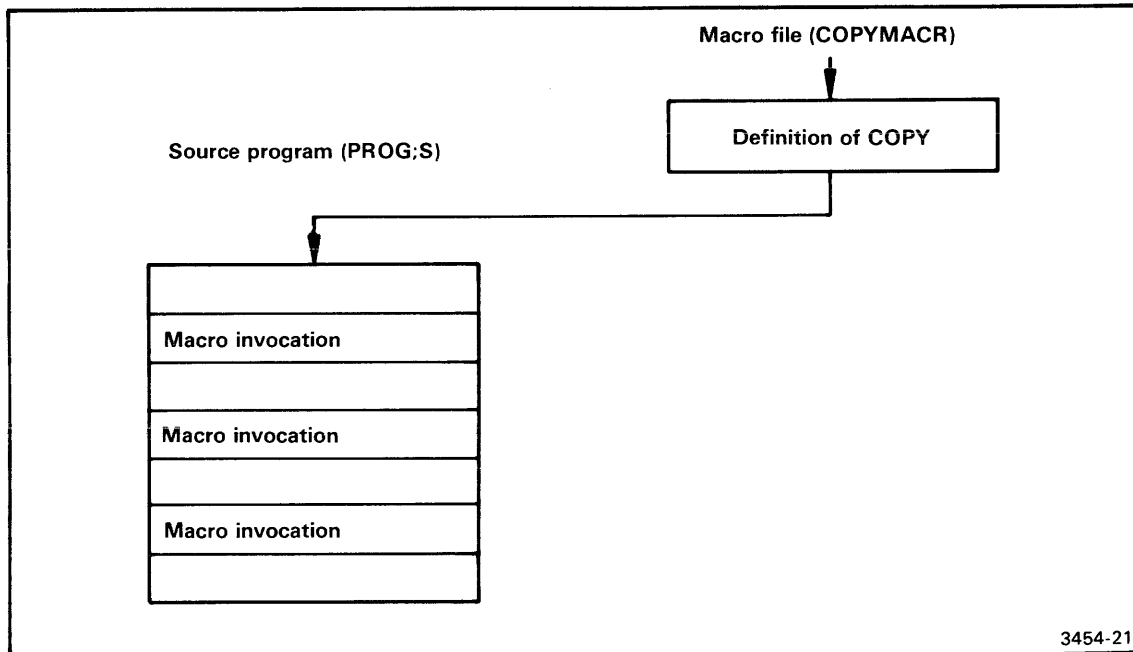 Macro file (COPYMACR)
Definition of COPY
Source program (PROG;S)
Macro invocation
Macro invocation
Macro invocation
3454-21